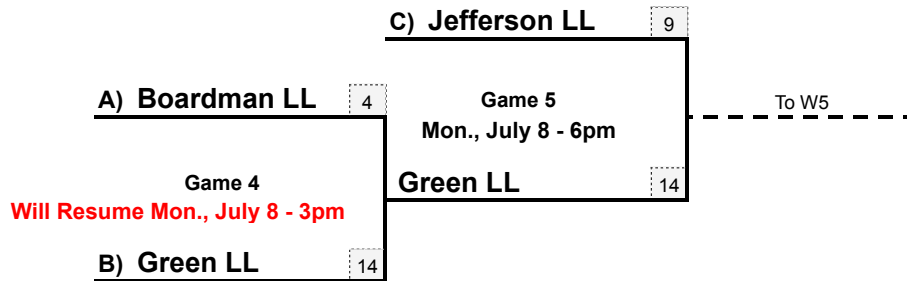 C) Jefferson LL 9
A) Boardman LL 4
Game 5
To W5
Mon., July 8 - 6pm
Game 4
Green LL 14
Will Resume Mon., July 8 - 3pm
B) Green LL 14